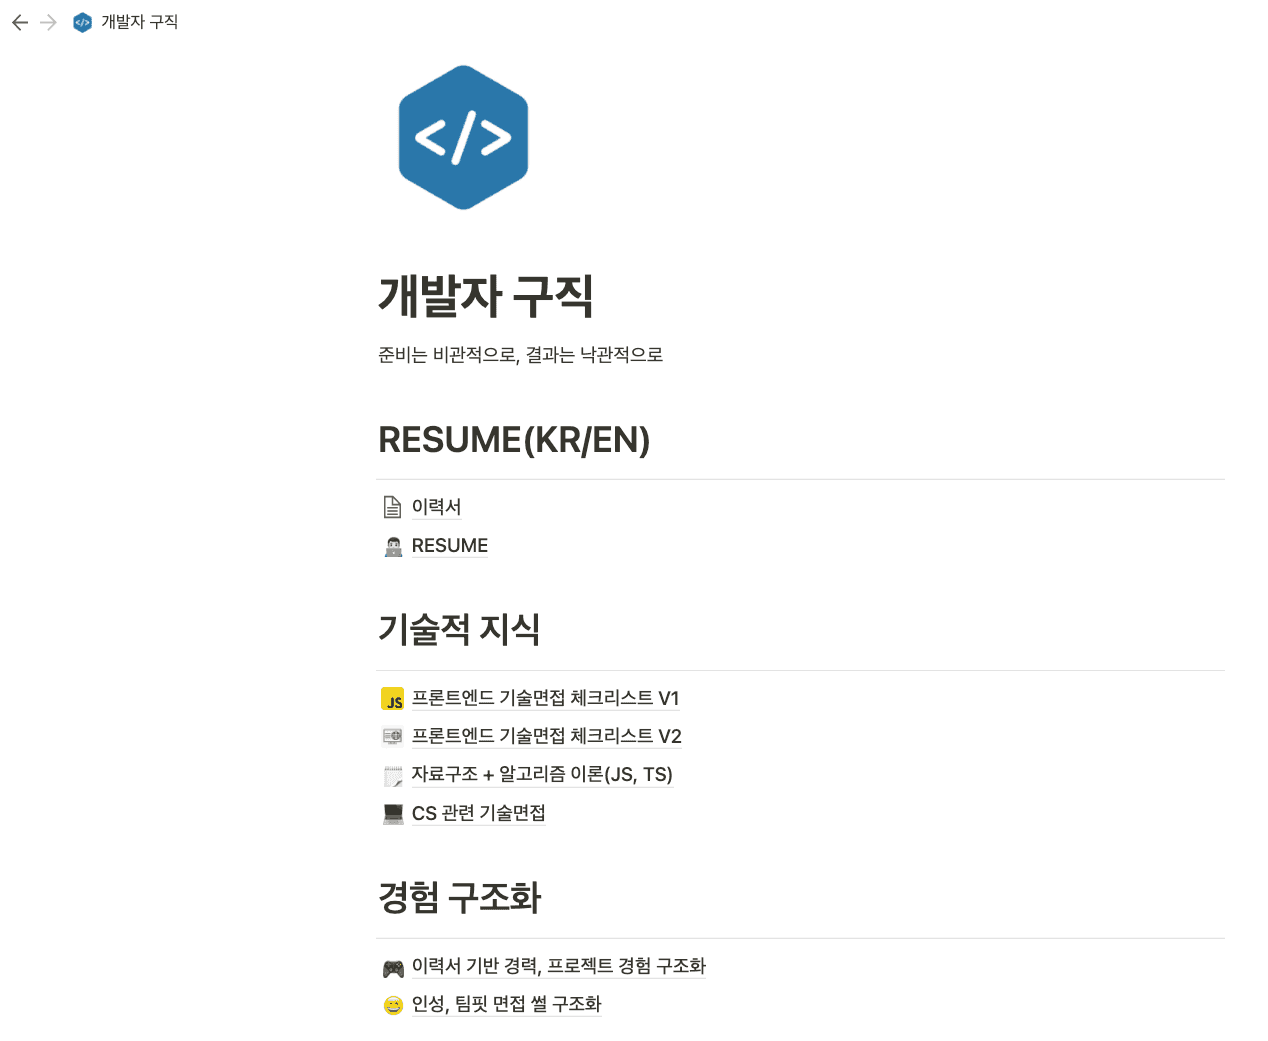 개발자 구직
</>
개발자 구직
준비는 비관적으로, 결과는 낙관적으로
RESUME(KR/EN)
이력서
RESUME
기술적 지식
JS 프론트엔드 기술면접 체크리스트 V1
프론트엔드 기술면접 체크리스트 V2
자료구조 + 알고리즘 이론(JS, TS)
CS 관련 기술면접
경험 구조화
이력서 기반 경력, 프로젝트 경험 구조화
인성, 팀핏 면접 썰 구조화